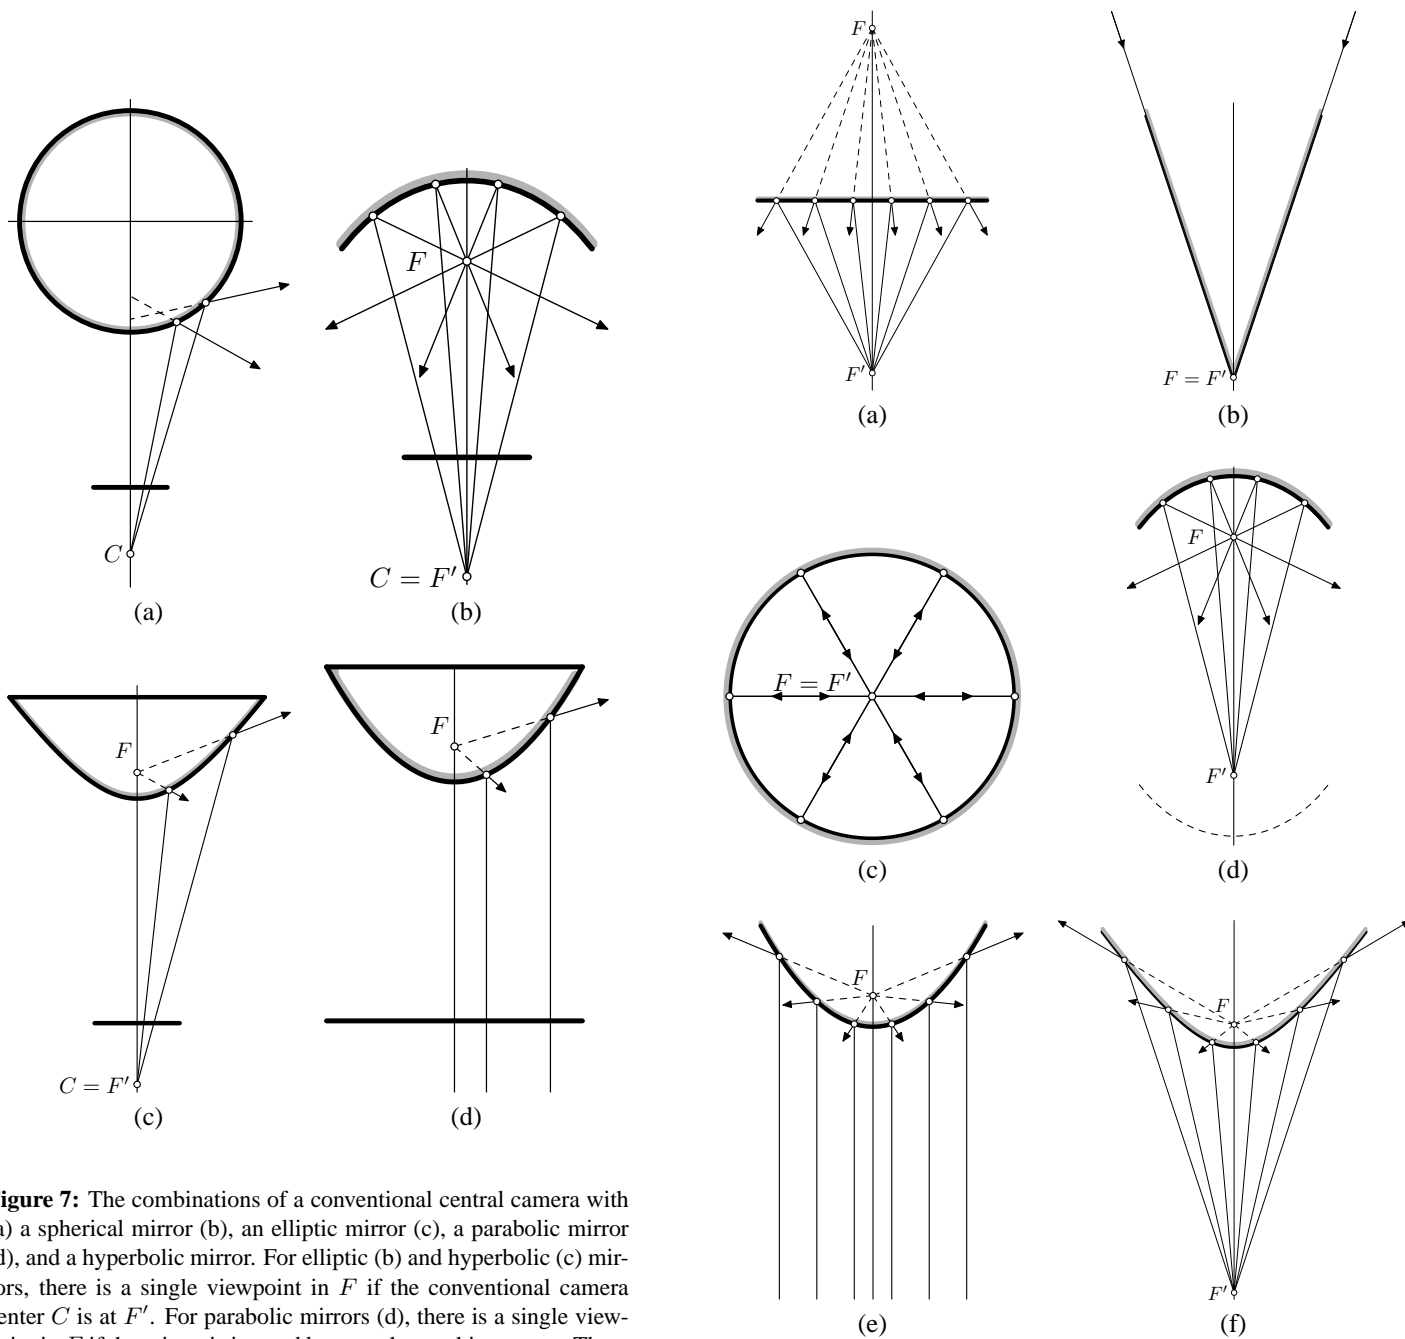 C
(a)
F
C = F′
(b)
F
C = F′
(c)
F
(d)
igure 7: The combinations of a conventional central camera with
a) a spherical mirror (b), an elliptic mirror (c), a parabolic mirror
d), and a hyperbolic mirror. For elliptic (b) and hyperbolic (c) mir-
ors, there is a single viewpoint in F if the conventional camera
enter C is at F′. For parabolic mirrors (d), there is a single view-
F
F′
(a)
F = F′
(b)
F = F′
(c)
F
F′
(d)
F
(e)
F
F′
(f)